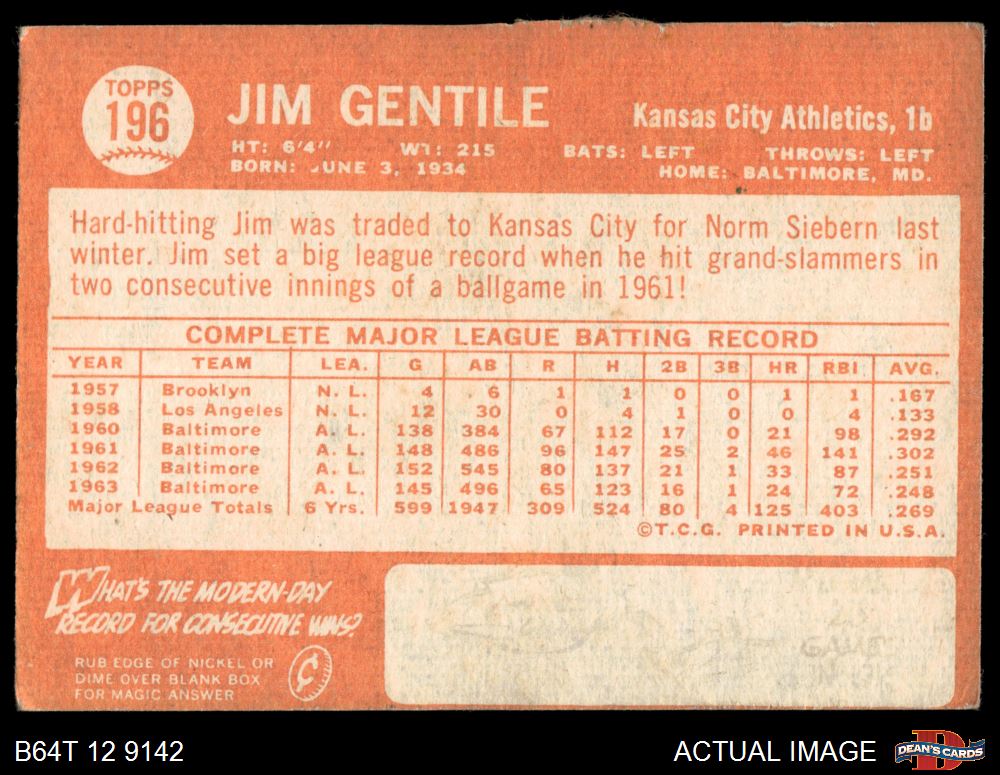 TOPPS
196
JIM GENTILE
Kansas City Athletics, 1b
HT: 6'4" WT: 215 BATS: LEFT THROWS: LEFT
BORN: JUNE 3, 1934 HOME: BALTIMORE, MD.
Hard-hitting Jim was traded to Kansas City for Norm Siebern last
winter. Jim set a big league record when he hit grand-slammers in
two consecutive innings of a ballgame in 1961!
COMPLETE MAJOR LEAGUE BATTING RECORD
YEAR TEAM LEA. G AB R H 2B 3B HR RBI AVG.
1957 Brooklyn N. L. 4 6 1 1 0 0 1 1 .167
1958 Los Angeles N. L. 12 30 0 4 1 0 0 4 .133
1960 Baltimore A. L. 138 384 67 112 17 0 21 98 .292
1961 Baltimore A. L. 148 486 96 147 25 2 46 141 .302
1962 Baltimore A. L. 152 545 80 137 21 1 33 87 .251
1963 Baltimore A. L. 145 496 65 123 16 1 24 72 .248
Major League Totals 6 Yrs. 599 1947 309 524 80 4 125 403 .269
©T.C.G. PRINTED IN U.S.A.
WHAT'S THE MODERN-DAY
RECORD FOR CONSECUTIVE WINS?
RUB EDGE OF NICKEL OR
DIME OVER BLANK BOX
FOR MAGIC ANSWER
¢
GAME
B64T 12 9142
ACTUAL IMAGE
DEAN'S CARDS